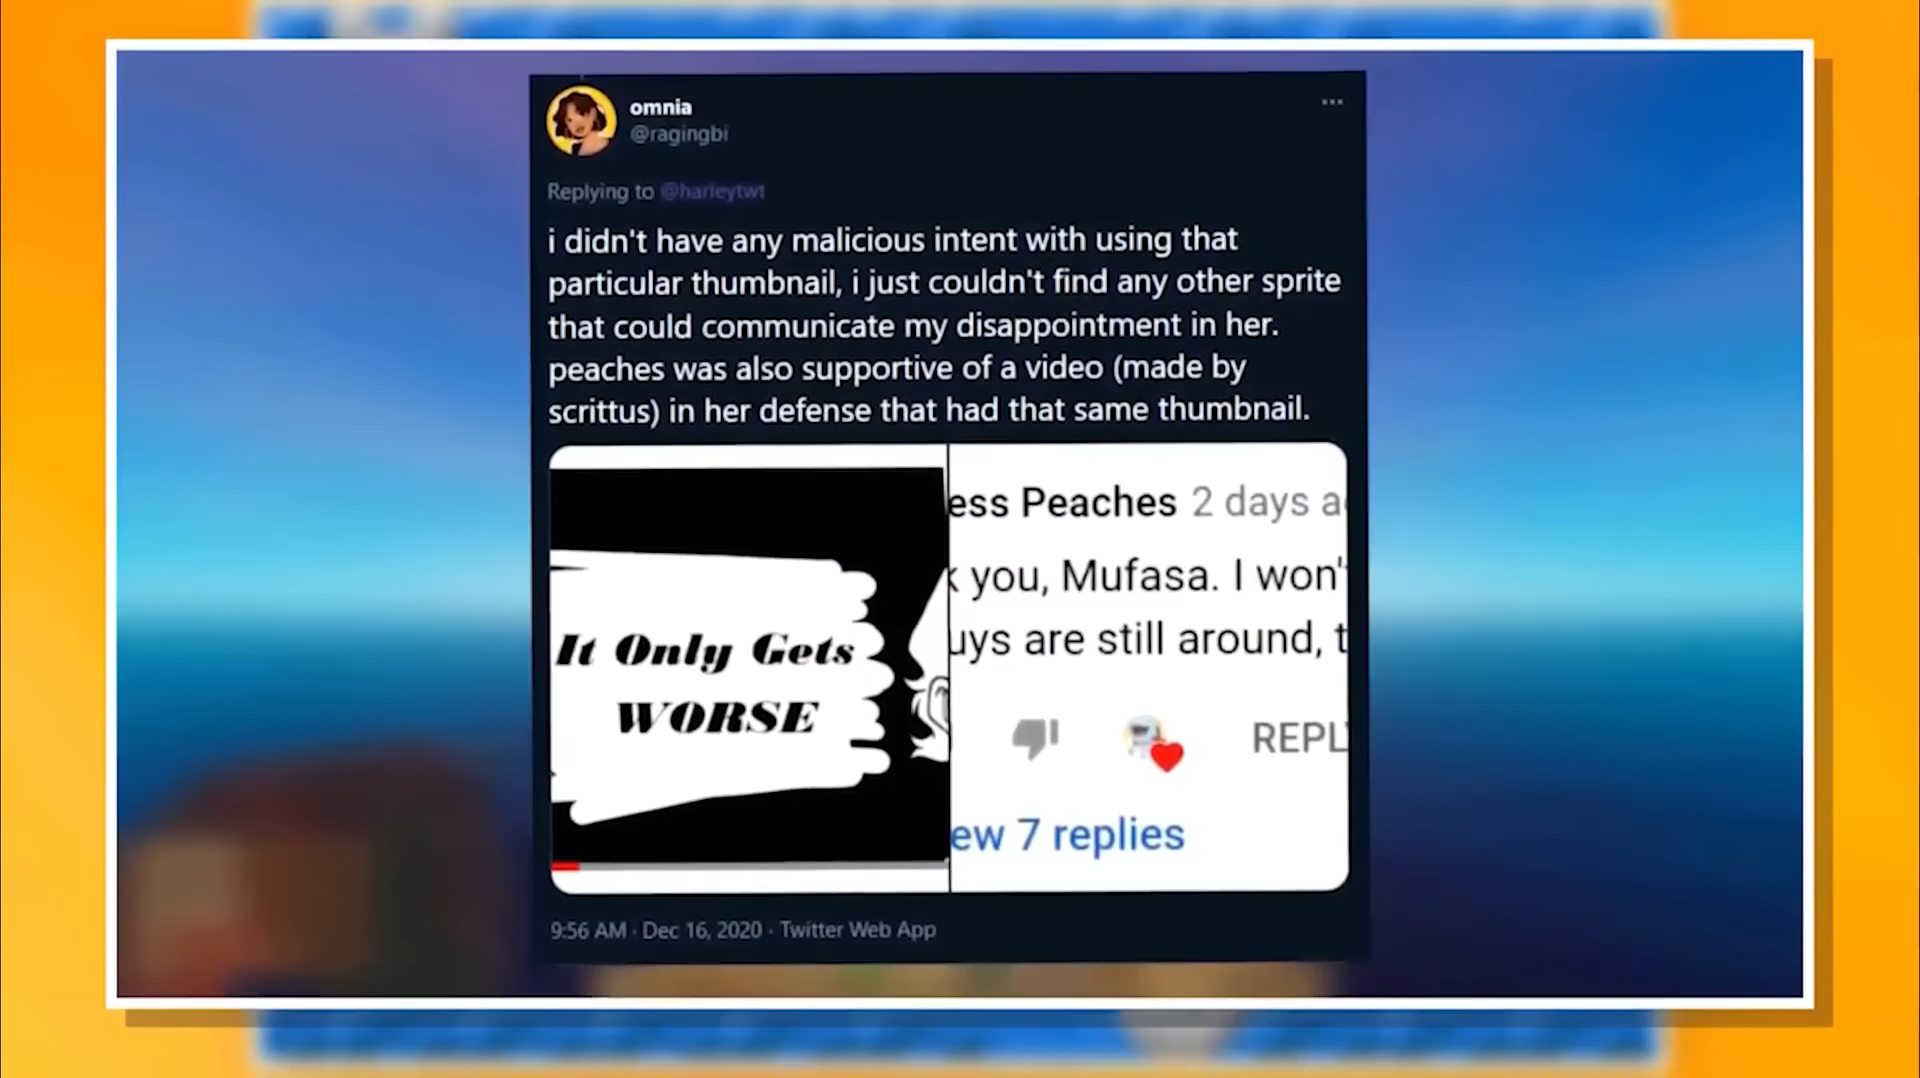 omnia
@ragingbi
Replying to @harleytwt
i didn't have any malicious intent with using that
particular thumbnail, i just couldn't find any other sprite
that could communicate my disappointment in her.
peaches was also supportive of a video (made by
scrittus) in her defense that had that same thumbnail.
It Only Gets
WORSE
ess Peaches 2 days a
k you, Mufasa. I won'
uys are still around, t
REPL
ew 7 replies
9:56 AM · Dec 16, 2020 · Twitter Web App